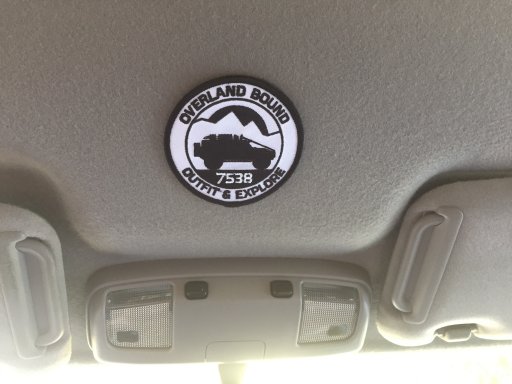 OVERLAND BOUND
7538
OUTFIT & EXPLORE